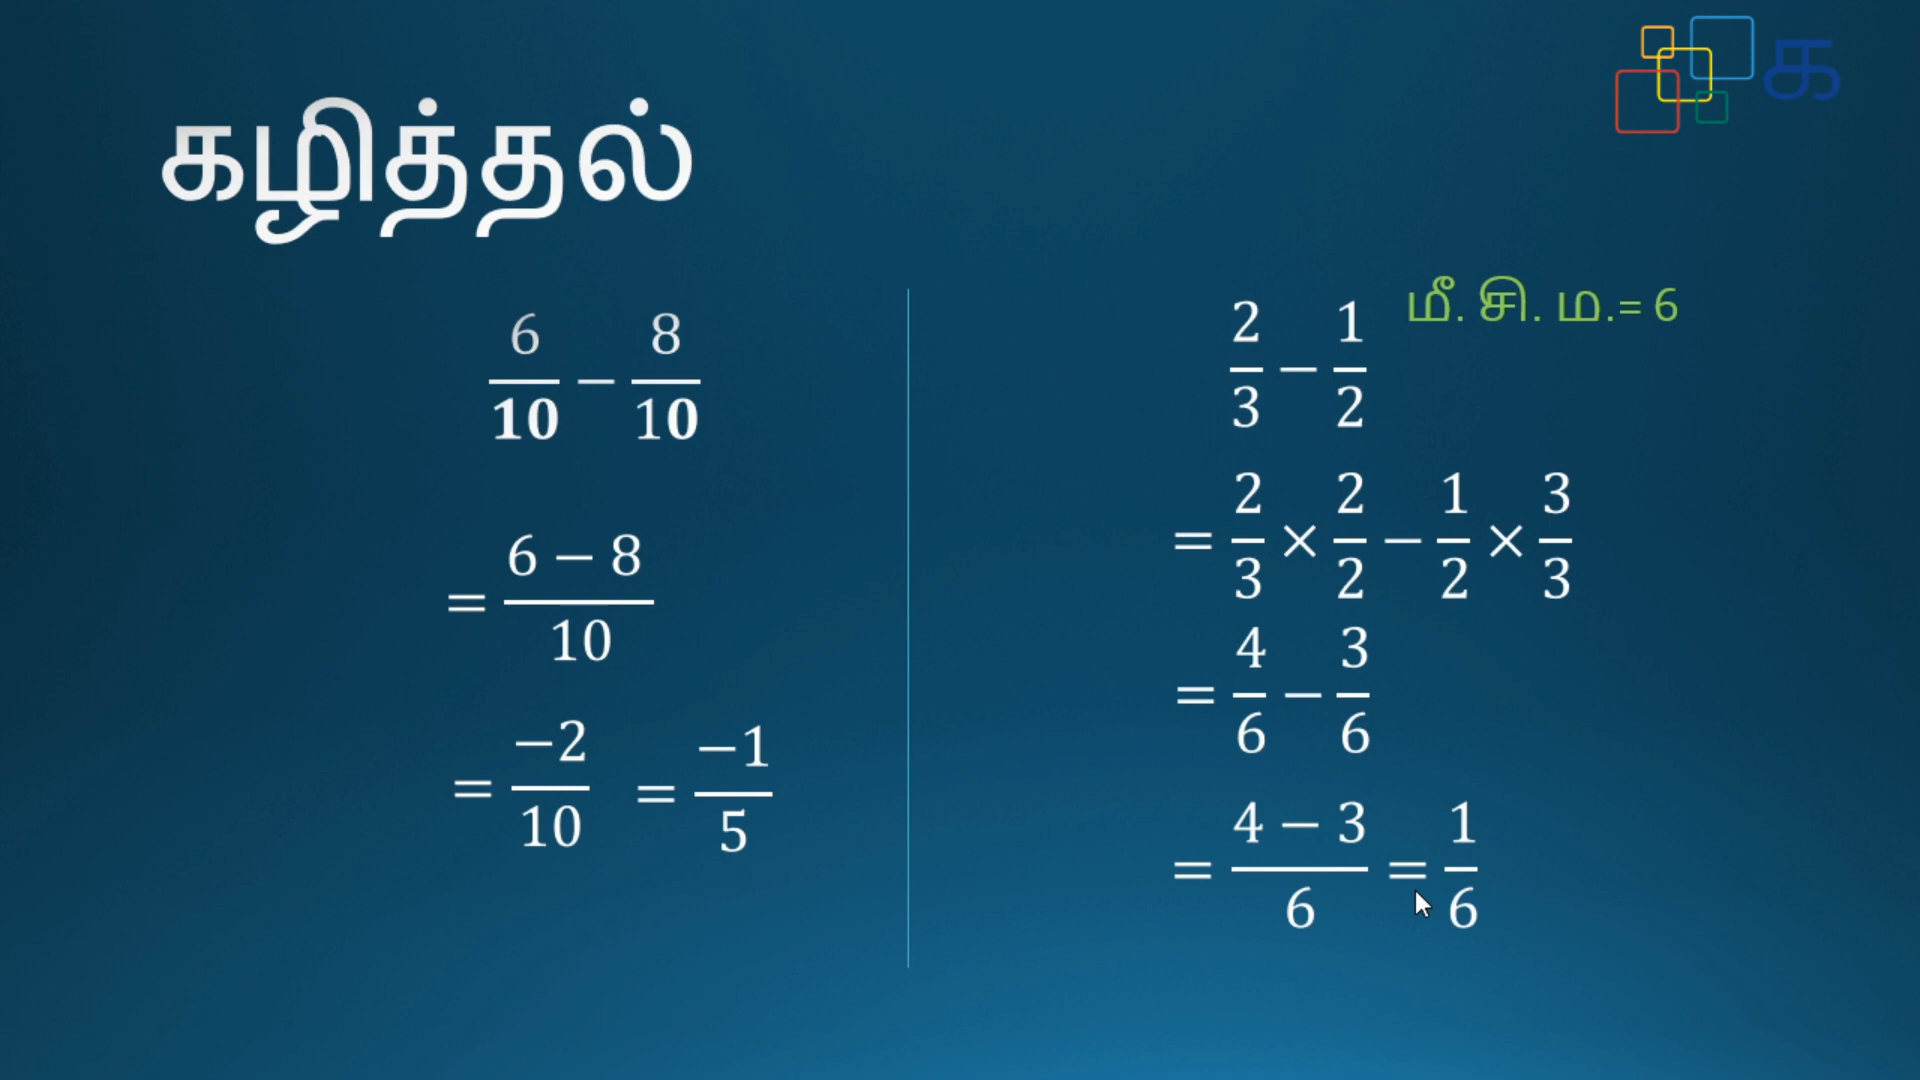 கழித்தல்
க
6/10 − 8/10
= (6 − 8)/10
= −2/10 = −1/5
2/3 − 1/2
மீ. சி. ம.= 6
= 2/3 × 2/2 − 1/2 × 3/3
= 4/6 − 3/6
= (4 − 3)/6 = 1/6